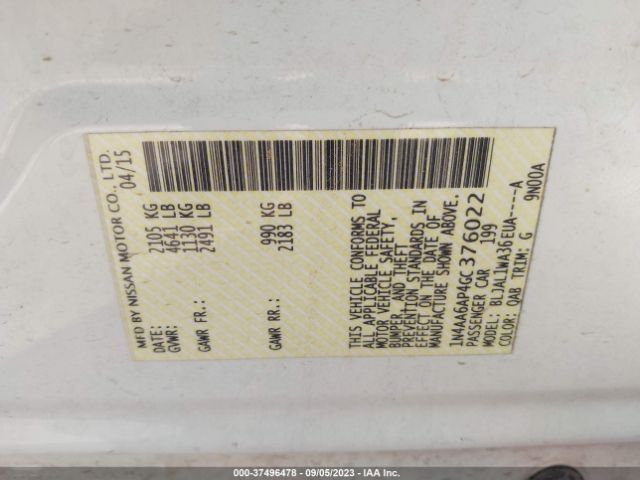 MFD BY NISSAN MOTOR CO., LTD.
DATE: 04/15
GVWR: 2105 KG
4641 LB
GAWR FR.: 1130 KG
2491 LB
GAWR RR.: 990 KG
2183 LB
THIS VEHICLE CONFORMS TO
ALL APPLICABLE FEDERAL
MOTOR VEHICLE SAFETY,
BUMPER, AND THEFT
PREVENTION STANDARDS IN
EFFECT ON THE DATE OF
MANUFACTURE SHOWN ABOVE.
1N4AA6AP4GC376022
PASSENGER CAR 199
MODEL: BLJAL1WA36EUA----A
COLOR: QAB TRIM: G 9N00A
000-37496478 - 09/05/2023 - IAA Inc.